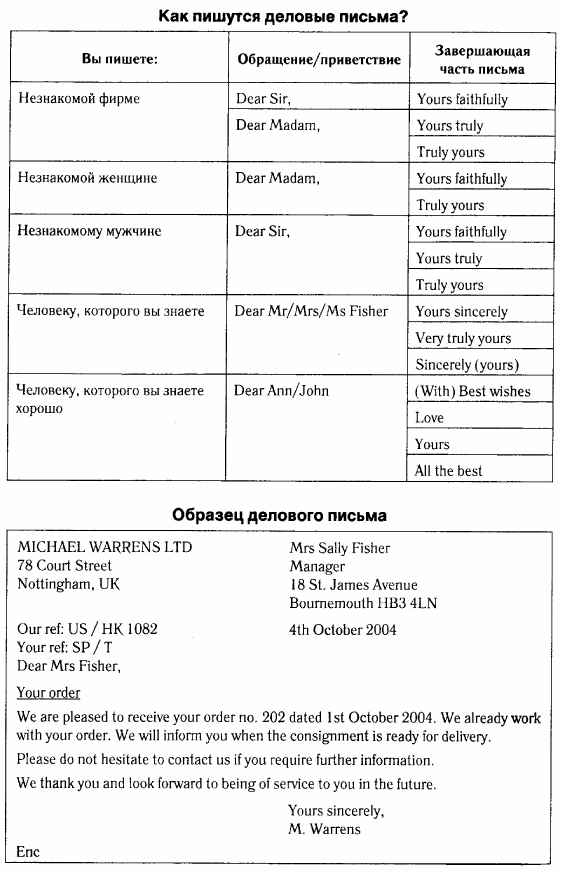 Как пишутся деловые письма?
Вы пишете:
Обращение/приветствие
Завершающая
часть письма
Незнакомой фирме
Dear Sir,
Dear Madam,
Yours faithfully
Yours truly
Truly yours
Незнакомой женщине
Dear Madam,
Yours faithfully
Truly yours
Незнакомому мужчине
Dear Sir,
Yours faithfully
Yours truly
Truly yours
Человеку, которого вы знаете
Dear Mr/Mrs/Ms Fisher
Yours sincerely
Very truly yours
Sincerely (yours)
Человеку, которого вы знаете
хорошо
Dear Ann/John
(With) Best wishes
Love
Yours
All the best
Образец делового письма
MICHAEL WARRENS LTD
78 Court Street
Nottingham, UK
Mrs Sally Fisher
Manager
18 St. James Avenue
Bournemouth HB3 4LN
Our ref: US / HK 1082
4th October 2004
Your ref: SP / T
Dear Mrs Fisher,
Your order
We are pleased to receive your order no. 202 dated 1st October 2004. We already work
with your order. We will inform you when the consignment is ready for delivery.
Please do not hesitate to contact us if you require further information.
We thank you and look forward to being of service to you in the future.
Yours sincerely,
M. Warrens
Enc